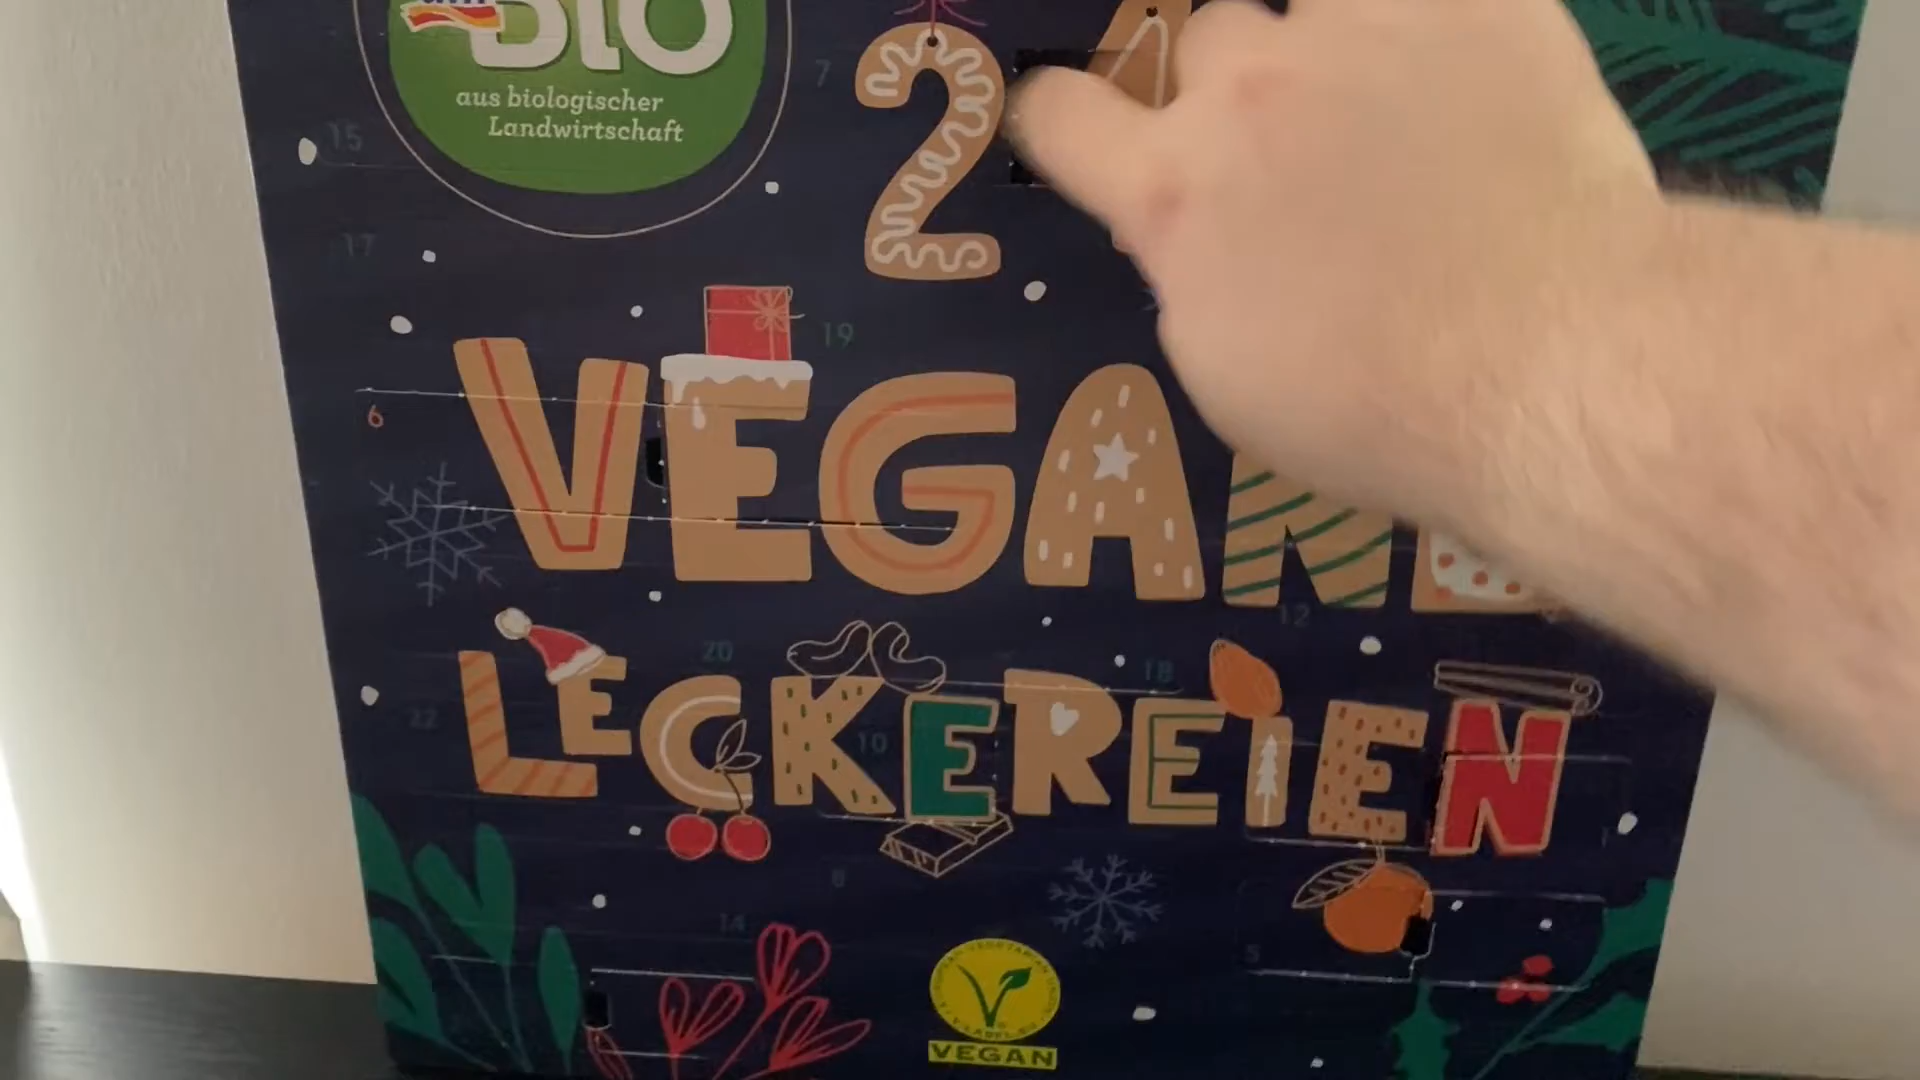 Bio
aus biologischer
Landwirtschaft
7
24
15
17
19
6
VEGANE
12
LECKEREIEN
20
18
22
10
8
14
5
VEGAN